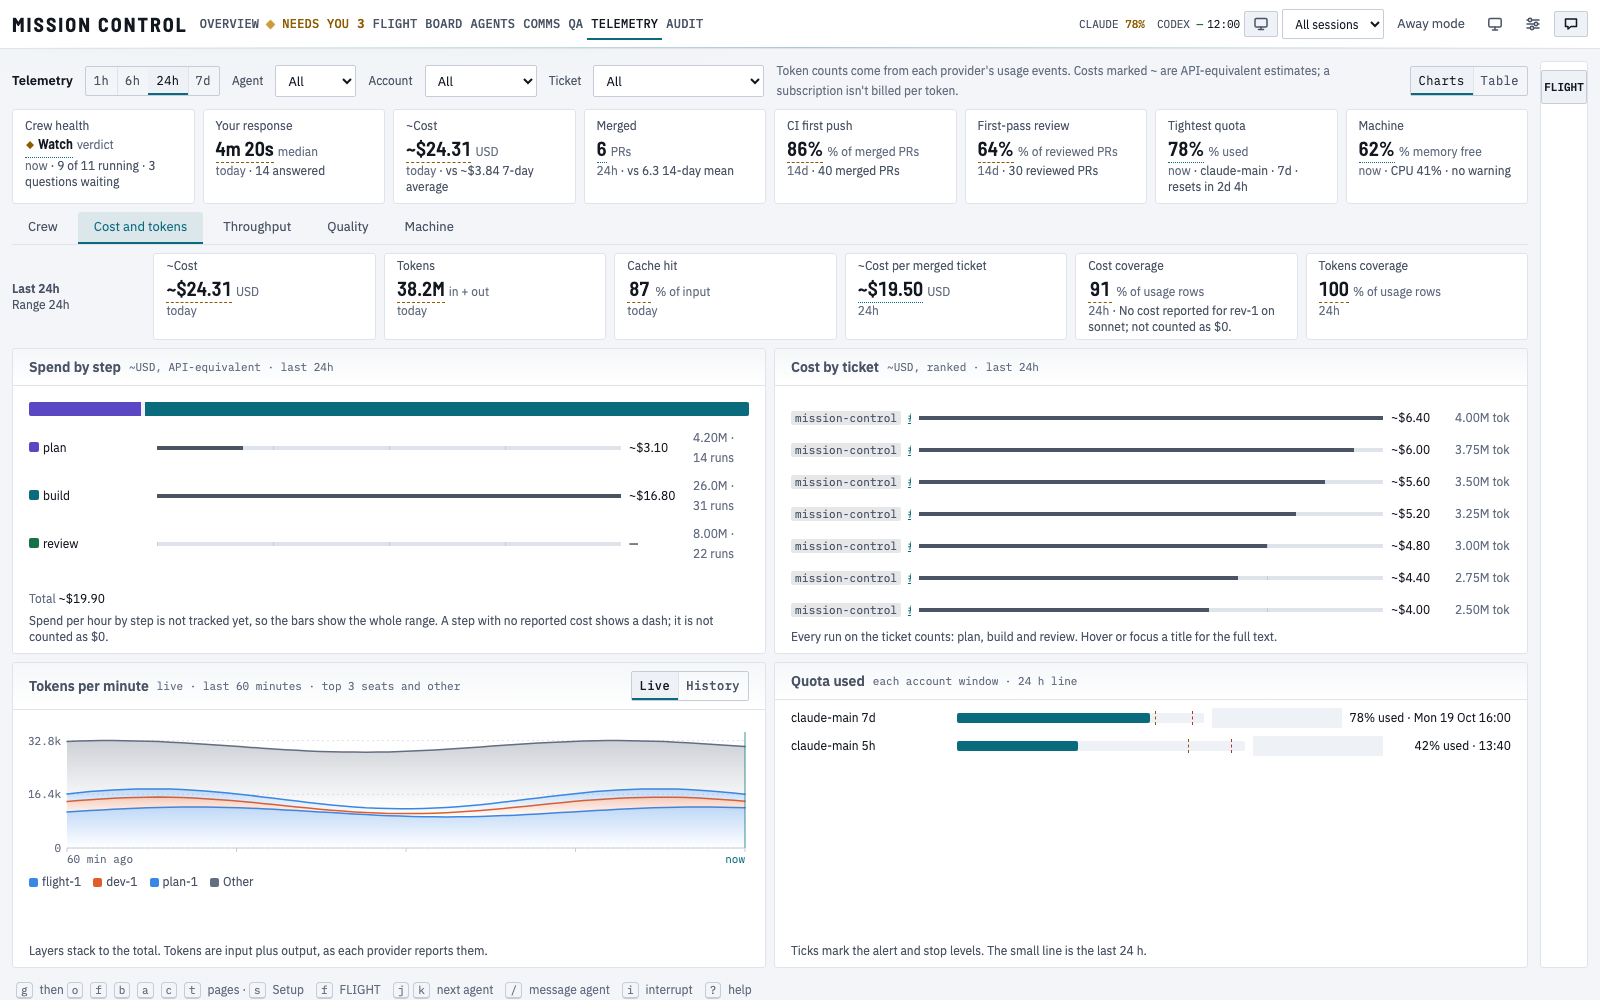 MISSION CONTROL OVERVIEW ◆ NEEDS YOU 3 FLIGHT BOARD AGENTS COMMS QA TELEMETRY AUDIT CLAUDE 78% CODEX — 12:00 All sessions Away mode
Telemetry 1h 6h 24h 7d Agent All Account All Ticket All
Token counts come from each provider's usage events. Costs marked ~ are API-equivalent estimates; a
subscription isn't billed per token.
Charts Table
FLIGHT
Crew health
◆ Watch verdict
now · 9 of 11 running · 3
questions waiting
Your response
4m 20s median
today · 14 answered
~Cost
~$24.31 USD
today · vs ~$3.84 7-day
average
Merged
6 PRs
24h · vs 6.3 14-day mean
CI first push
86% % of merged PRs
14d · 40 merged PRs
First-pass review
64% % of reviewed PRs
14d · 30 reviewed PRs
Tightest quota
78% % used
now · claude-main · 7d ·
resets in 2d 4h
Machine
62% % memory free
now · CPU 41% · no warning
Crew Cost and tokens Throughput Quality Machine
Last 24h
Range 24h
~Cost
~$24.31 USD
today
Tokens
38.2M in + out
today
Cache hit
87 % of input
today
~Cost per merged ticket
~$19.50 USD
24h
Cost coverage
91 % of usage rows
24h · No cost reported for rev-1 on
sonnet; not counted as $0.
Tokens coverage
100 % of usage rows
24h
Spend by step ~USD, API-equivalent · last 24h
plan ~$3.10 4.20M ·
14 runs
build ~$16.80 26.0M ·
31 runs
review — 8.00M ·
22 runs
Total ~$19.90
Spend per hour by step is not tracked yet, so the bars show the whole range. A step with no reported cost shows a dash; it is not
counted as $0.
Cost by ticket ~USD, ranked · last 24h
mission-control ~$6.40 4.00M tok
mission-control ~$6.00 3.75M tok
mission-control ~$5.60 3.50M tok
mission-control ~$5.20 3.25M tok
mission-control ~$4.80 3.00M tok
mission-control ~$4.40 2.75M tok
mission-control ~$4.00 2.50M tok
Every run on the ticket counts: plan, build and review. Hover or focus a title for the full text.
Tokens per minute live · last 60 minutes · top 3 seats and other Live History
32.8k
16.4k
0
60 min ago now
flight-1 dev-1 plan-1 Other
Layers stack to the total. Tokens are input plus output, as each provider reports them.
Quota used each account window · 24 h line
claude-main 7d 78% used · Mon 19 Oct 16:00
claude-main 5h 42% used · 13:40
Ticks mark the alert and stop levels. The small line is the last 24 h.
g then o f b a c t pages · s Setup f FLIGHT j k next agent / message agent i interrupt ? help